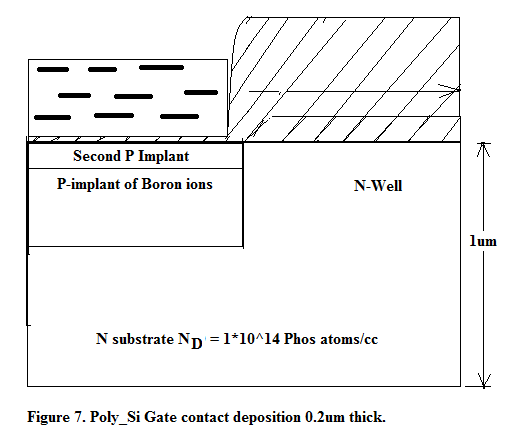 Second P Implant
P-implant of Boron ions
N-Well
1um
N substrate ND = 1*10^14 Phos atoms/cc
Figure 7. Poly_Si Gate contact deposition 0.2um thick.